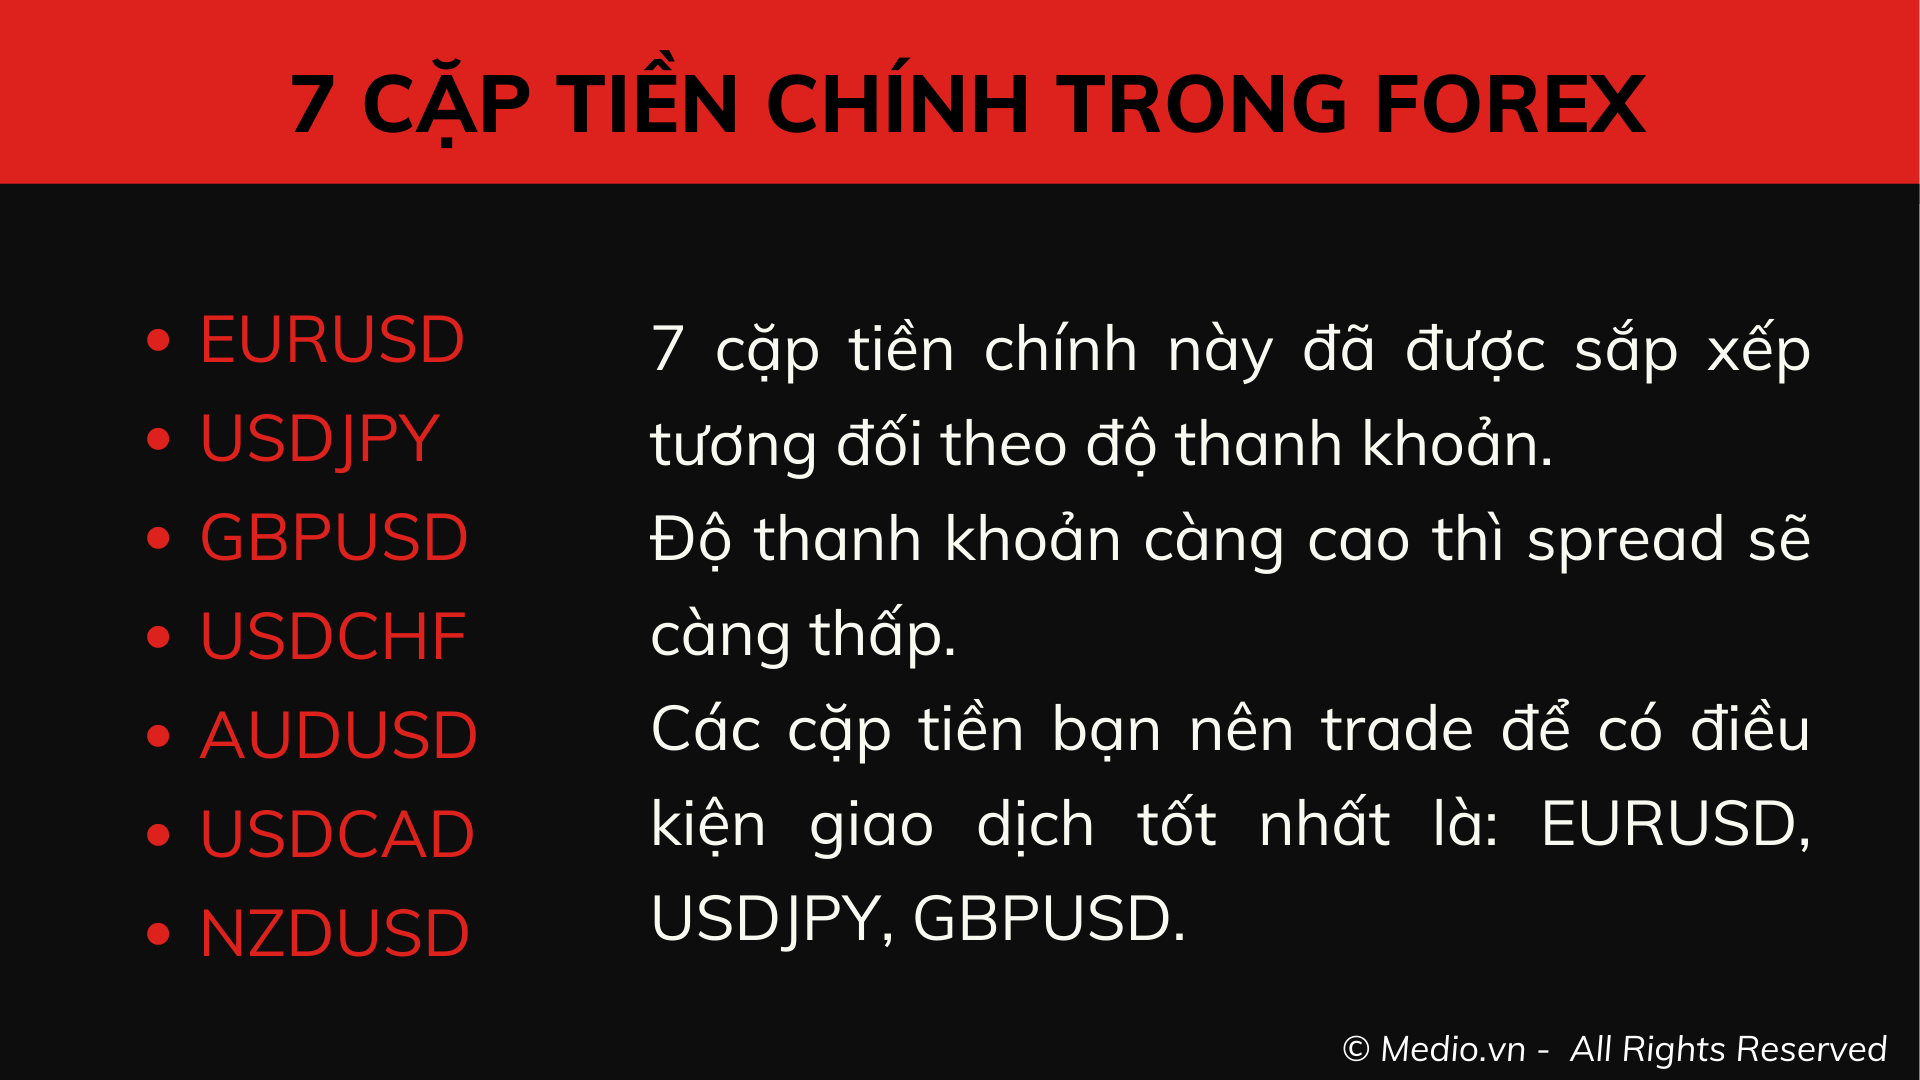 7 CẶP TIỀN CHÍNH TRONG FOREX
• EURUSD
• USDJPY
• GBPUSD
• USDCHF
• AUDUSD
• USDCAD
• NZDUSD
7 cặp tiền chính này đã được sắp xếp
tương đối theo độ thanh khoản.
Độ thanh khoản càng cao thì spread sẽ
càng thấp.
Các cặp tiền bạn nên trade để có điều
kiện giao dịch tốt nhất là: EURUSD,
USDJPY, GBPUSD.
© Medio.vn - All Rights Reserved